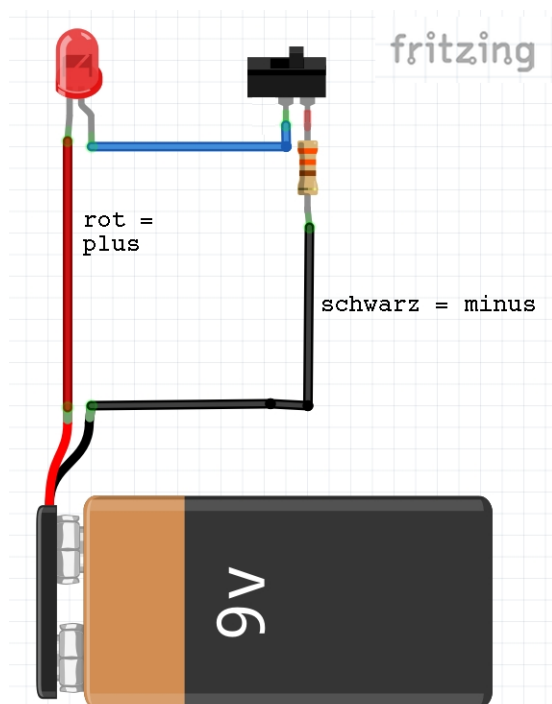 fritzing
rot =
plus
schwarz = minus
9v